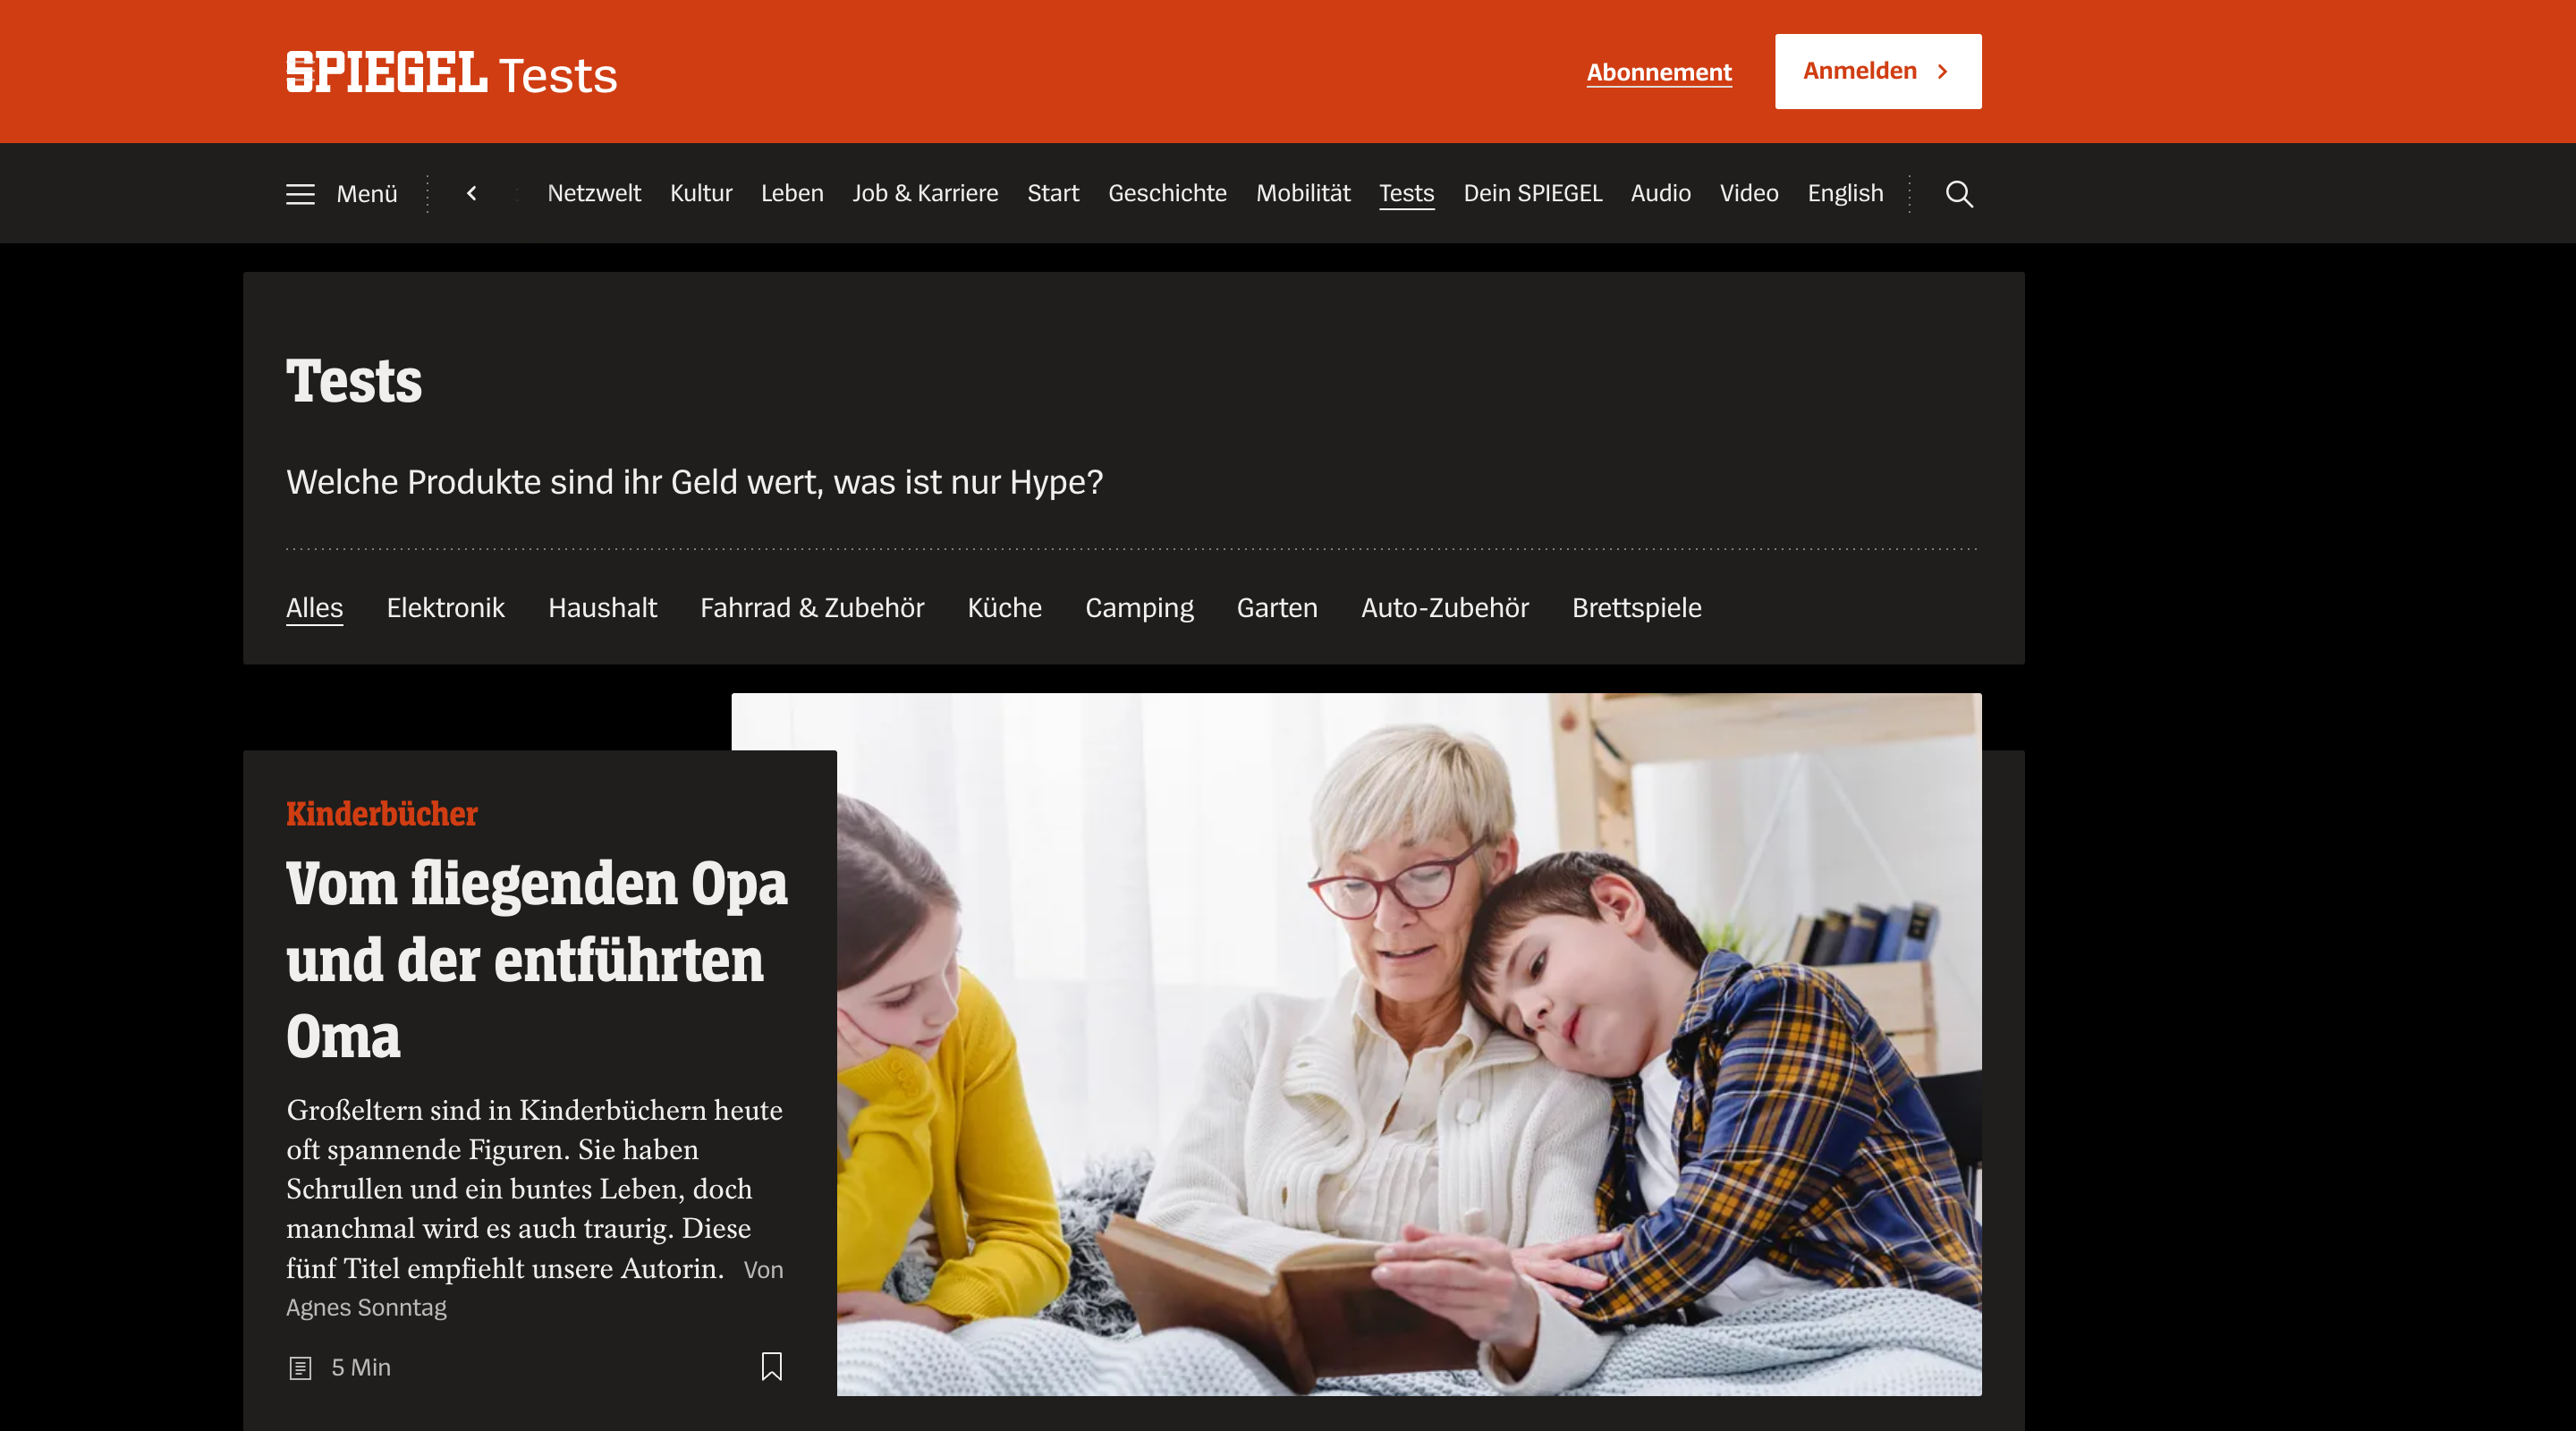 SPIEGEL Tests
Abonnement
Anmelden
Menü
Netzwelt Kultur Leben Job & Karriere Start Geschichte Mobilität Tests Dein SPIEGEL Audio Video English
Tests
Welche Produkte sind ihr Geld wert, was ist nur Hype?
Alles Elektronik Haushalt Fahrrad & Zubehör Küche Camping Garten Auto-Zubehör Brettspiele
Kinderbücher
Vom fliegenden Opa
und der entführten
Oma
Großeltern sind in Kinderbüchern heute
oft spannende Figuren. Sie haben
Schrullen und ein buntes Leben, doch
manchmal wird es auch traurig. Diese
fünf Titel empfiehlt unsere Autorin. Von
Agnes Sonntag
5 Min